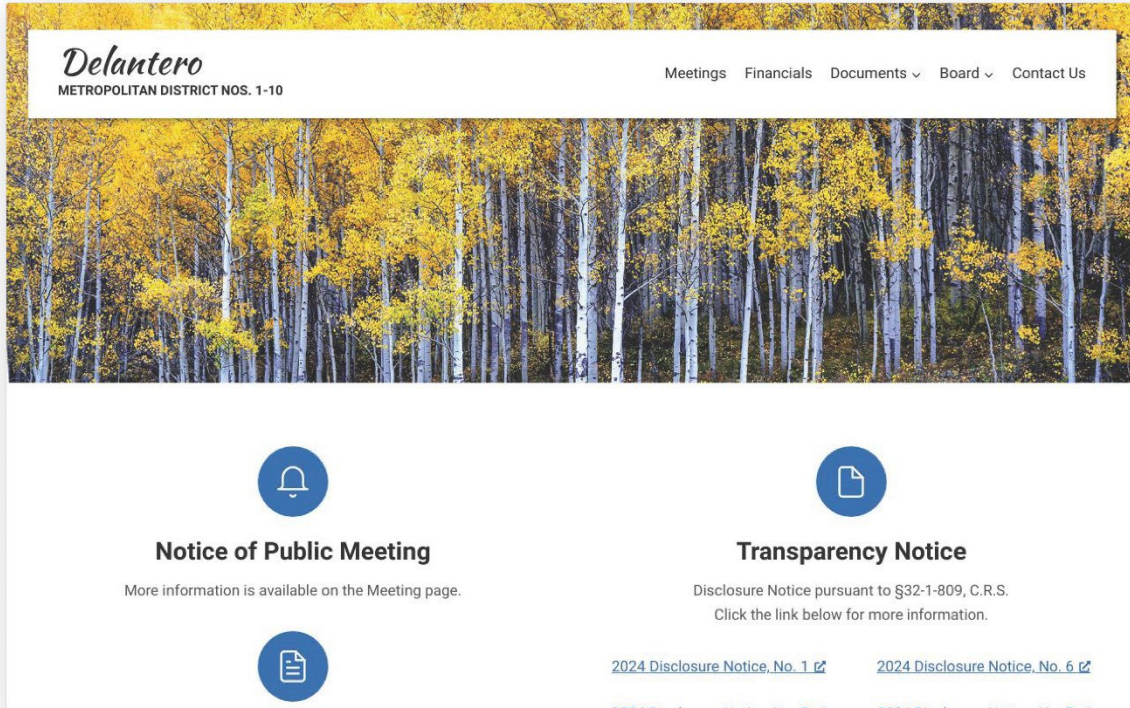 Delantero
METROPOLITAN DISTRICT NOS. 1-10
Meetings Financials Documents Board Contact Us
Notice of Public Meeting
More information is available on the Meeting page.
Transparency Notice
Disclosure Notice pursuant to §32-1-809, C.R.S.
Click the link below for more information.
2024 Disclosure Notice, No. 1
2024 Disclosure Notice, No. 6